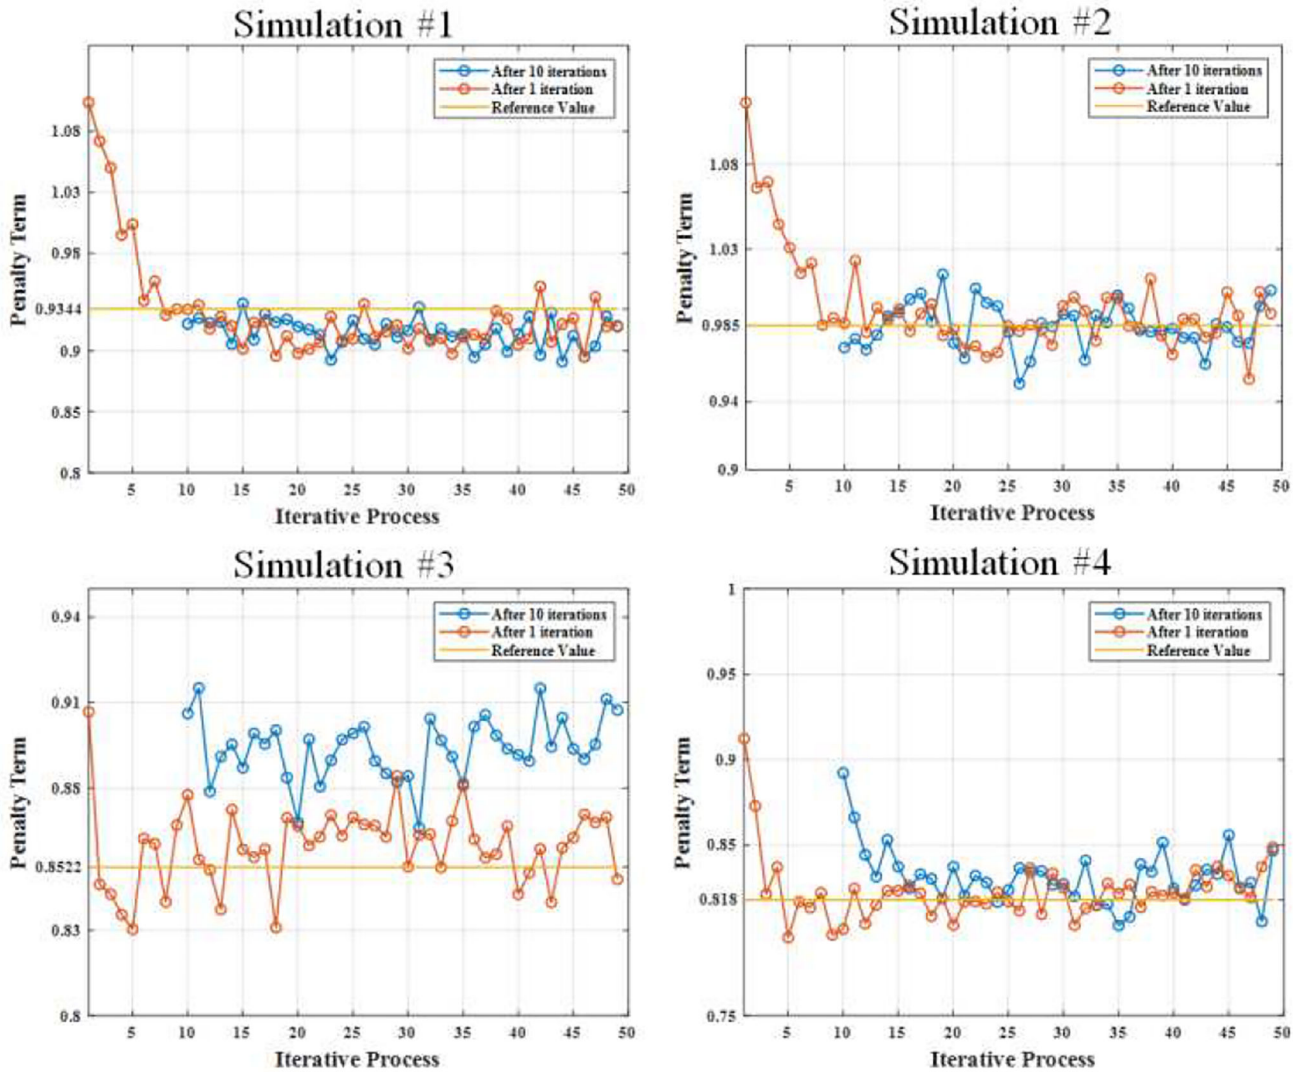 Simulation #1
After 10 iterations
After 1 iteration
Reference Value
1.08
1.03
0.98
0.9344
0.9
0.85
0.8
Penalty Term
5 10 15 20 25 30 35 40 45 50
Iterative Process
Simulation #2
After 10 iterations
After 1 iteration
Reference Value
1.08
1.03
0.985
0.94
0.9
Penalty Term
5 10 15 20 25 30 35 40 45 50
Iterative Process
Simulation #3
After 10 iterations
After 1 iteration
Reference Value
0.94
0.91
0.88
0.8522
0.83
0.8
Penalty Term
5 10 15 20 25 30 35 40 45 50
Iterative Process
Simulation #4
After 10 iterations
After 1 iteration
Reference Value
1
0.95
0.9
0.85
0.818
0.75
Penalty Term
5 10 15 20 25 30 35 40 45 50
Iterative Process